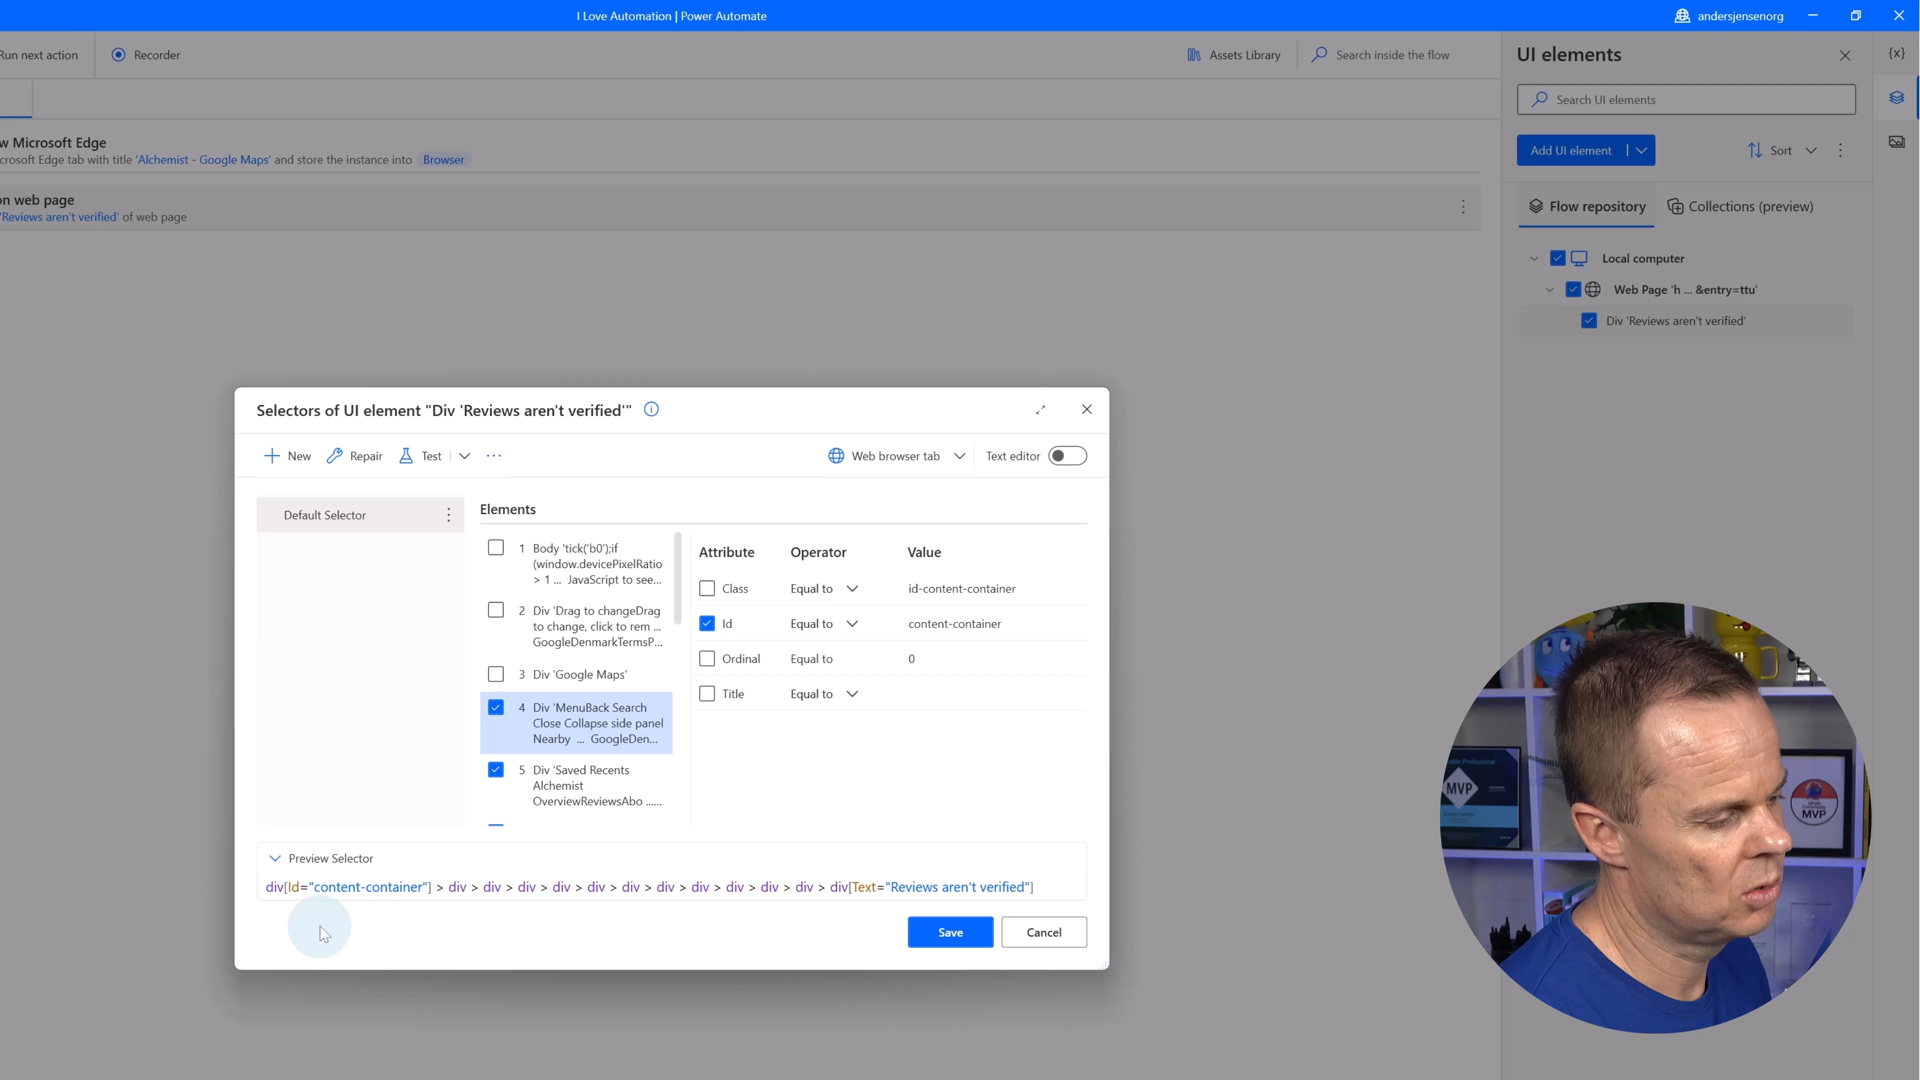 I Love Automation | Power Automate
andersjensenorg
Run next action
Recorder
Assets Library
Search inside the flow
UI elements
{x}
Search UI elements
Add UI element
Sort
Flow repository
Collections (preview)
Local computer
Web Page 'h ... &entry=ttu'
Div 'Reviews aren't verified'
w Microsoft Edge
crosoft Edge tab with title 'Alchemist - Google Maps' and store the instance into Browser
on web page
'Reviews aren't verified' of web page
Selectors of UI element "Div 'Reviews aren't verified'"
New
Repair
Test
Web browser tab
Text editor
Default Selector
Elements
1 Body 'tick('b0');if
(window.devicePixelRatio
> 1 ... JavaScript to see...
2 Div 'Drag to changeDrag
to change, click to rem ...
GoogleDenmarkTermsP...
3 Div 'Google Maps'
4 Div 'MenuBack Search
Close Collapse side panel
Nearby ... GoogleDen...
5 Div 'Saved Recents
Alchemist
OverviewReviewsAbo ......
Attribute Operator Value
Class Equal to id-content-container
Id Equal to content-container
Ordinal Equal to 0
Title Equal to
Preview Selector
div[Id="content-container"] > div > div > div > div > div > div > div > div > div > div > div > div[Text="Reviews aren't verified"]
Save
Cancel
MVP
MVP